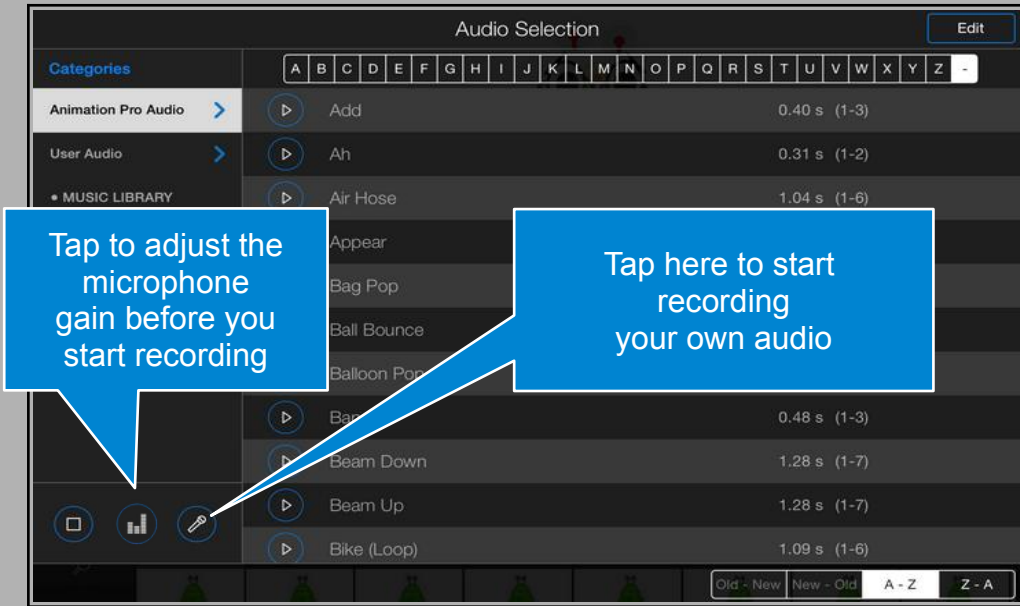 Audio Selection
Edit
Categories
A B C D E F G H I J K L M N O P Q R S T U V W X Y Z -
Animation Pro Audio
Add 0.40 s (1-3)
User Audio
Ah 0.31 s (1-2)
• MUSIC LIBRARY
Air Hose 1.04 s (1-6)
Tap to adjust the
microphone
gain before you
start recording
Appear
Bag Pop
Ball Bounce
Balloon Pop
Tap here to start
recording
your own audio
0.48 s (1-3)
Beam Down 1.28 s (1-7)
Beam Up 1.28 s (1-7)
Bike (Loop) 1.09 s (1-6)
Old - New New - Old A - Z Z - A